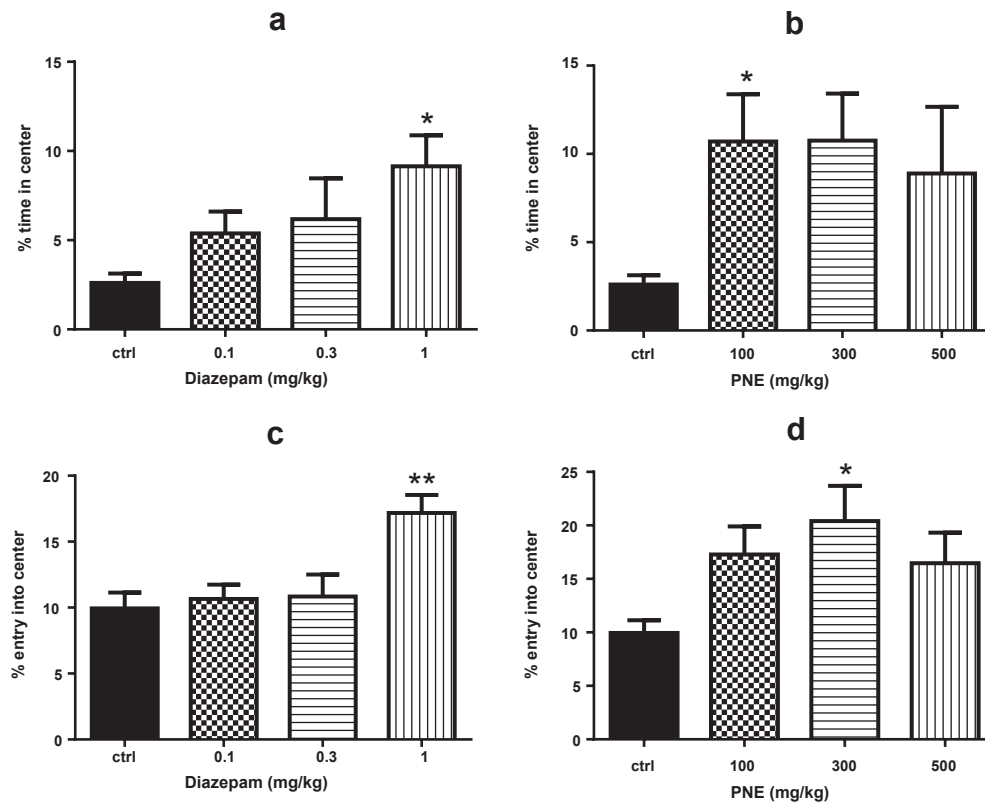 a
% time in center
15
10
5
0
*
ctrl 0.1 0.3 1
Diazepam (mg/kg)
b
% time in center
15
10
5
0
*
ctrl 100 300 500
PNE (mg/kg)
c
% entry into center
20
15
10
5
0
**
ctrl 0.1 0.3 1
Diazepam (mg/kg)
d
% entry into center
25
20
15
10
5
0
*
ctrl 100 300 500
PNE (mg/kg)